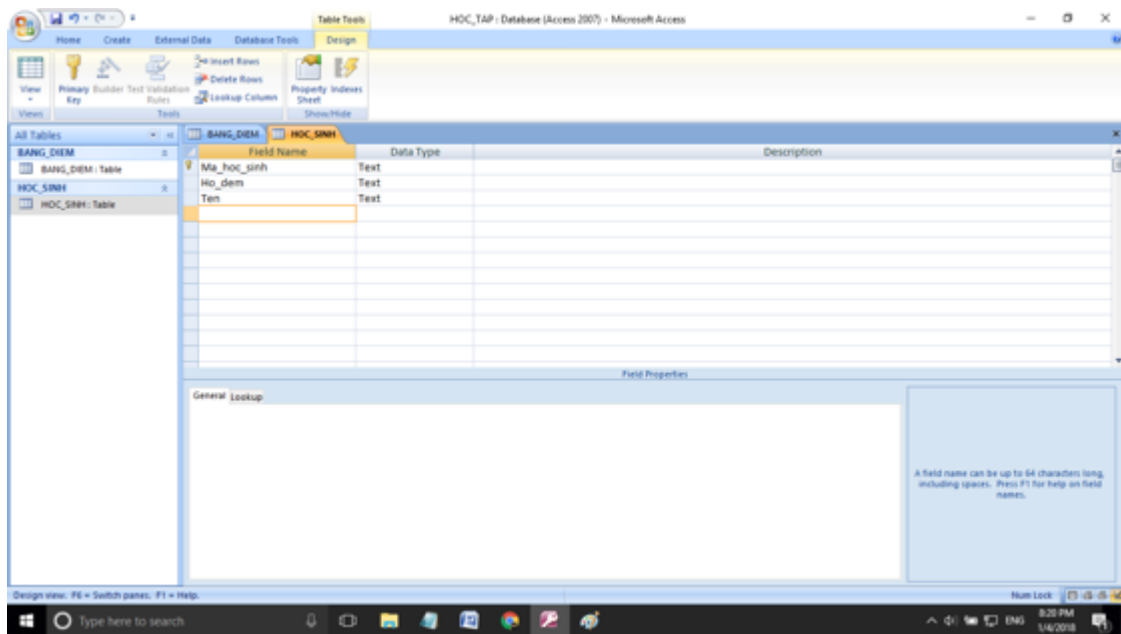 Table Tools
HOC_TAP : Database (Access 2007) - Microsoft Access
Home Create External Data Database Tools Design
View
Primary Key
Builder
Test Validation Rules
Insert Rows
Delete Rows
Lookup Column
Property Sheet
Indexes
Views Tools Show/Hide
All Tables
BANG_DIEM
BANG_DIEM : Table
HOC_SINH
HOC_SINH : Table
BANG_DIEM HOC_SINH
Field Name Data Type Description
Ma_hoc_sinh Text
Ho_dem Text
Ten Text
Field Properties
General Lookup
A field name can be up to 64 characters long,
including spaces. Press F1 for help on field
names.
Design view. F6 = Switch panes. F1 = Help.
Num Lock
Type here to search
ENG
8:20 PM
1/4/2018